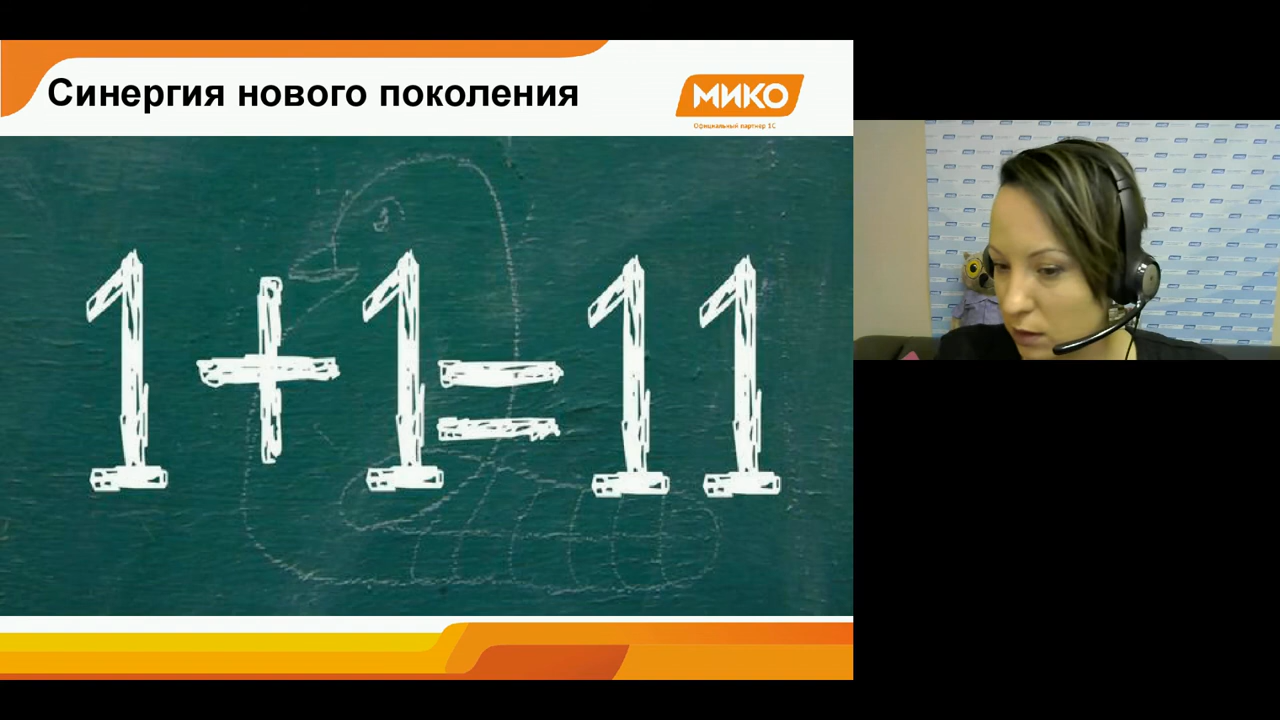 Синергия нового поколения
МИКО
Официальный партнер 1С
1+1=11